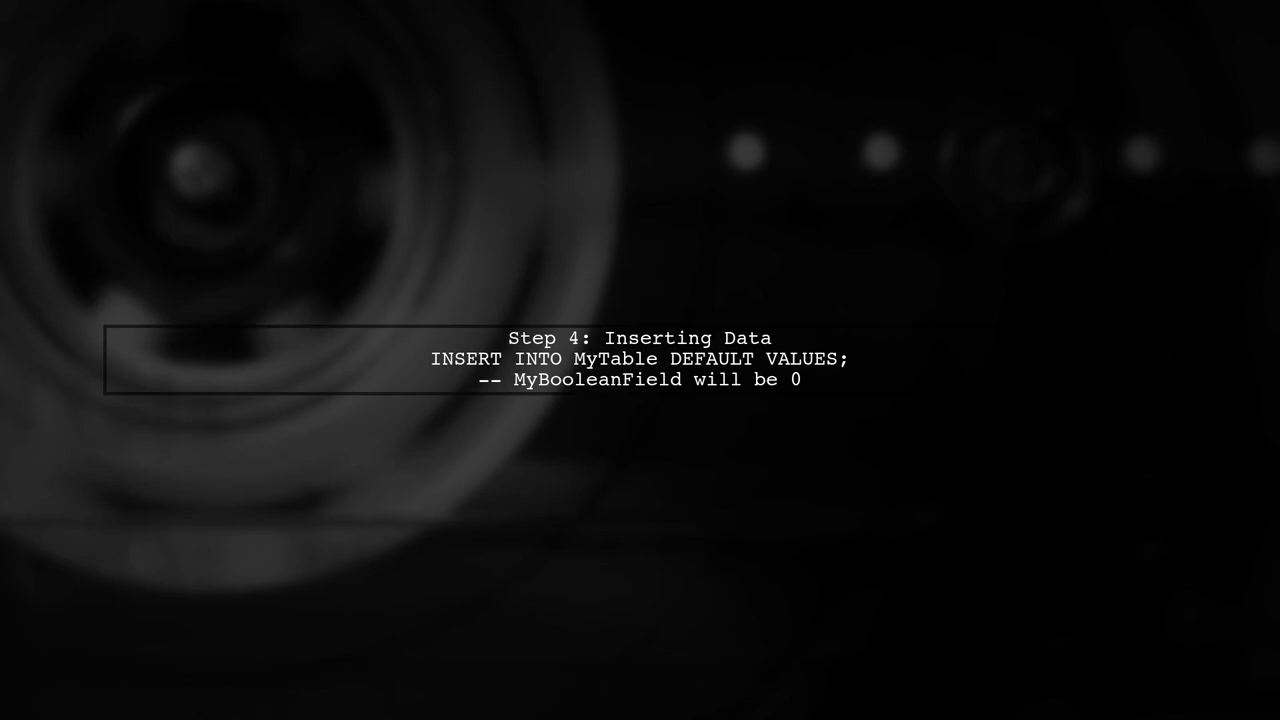 Step 4: Inserting Data
INSERT INTO MyTable DEFAULT VALUES;
-- MyBooleanField will be 0